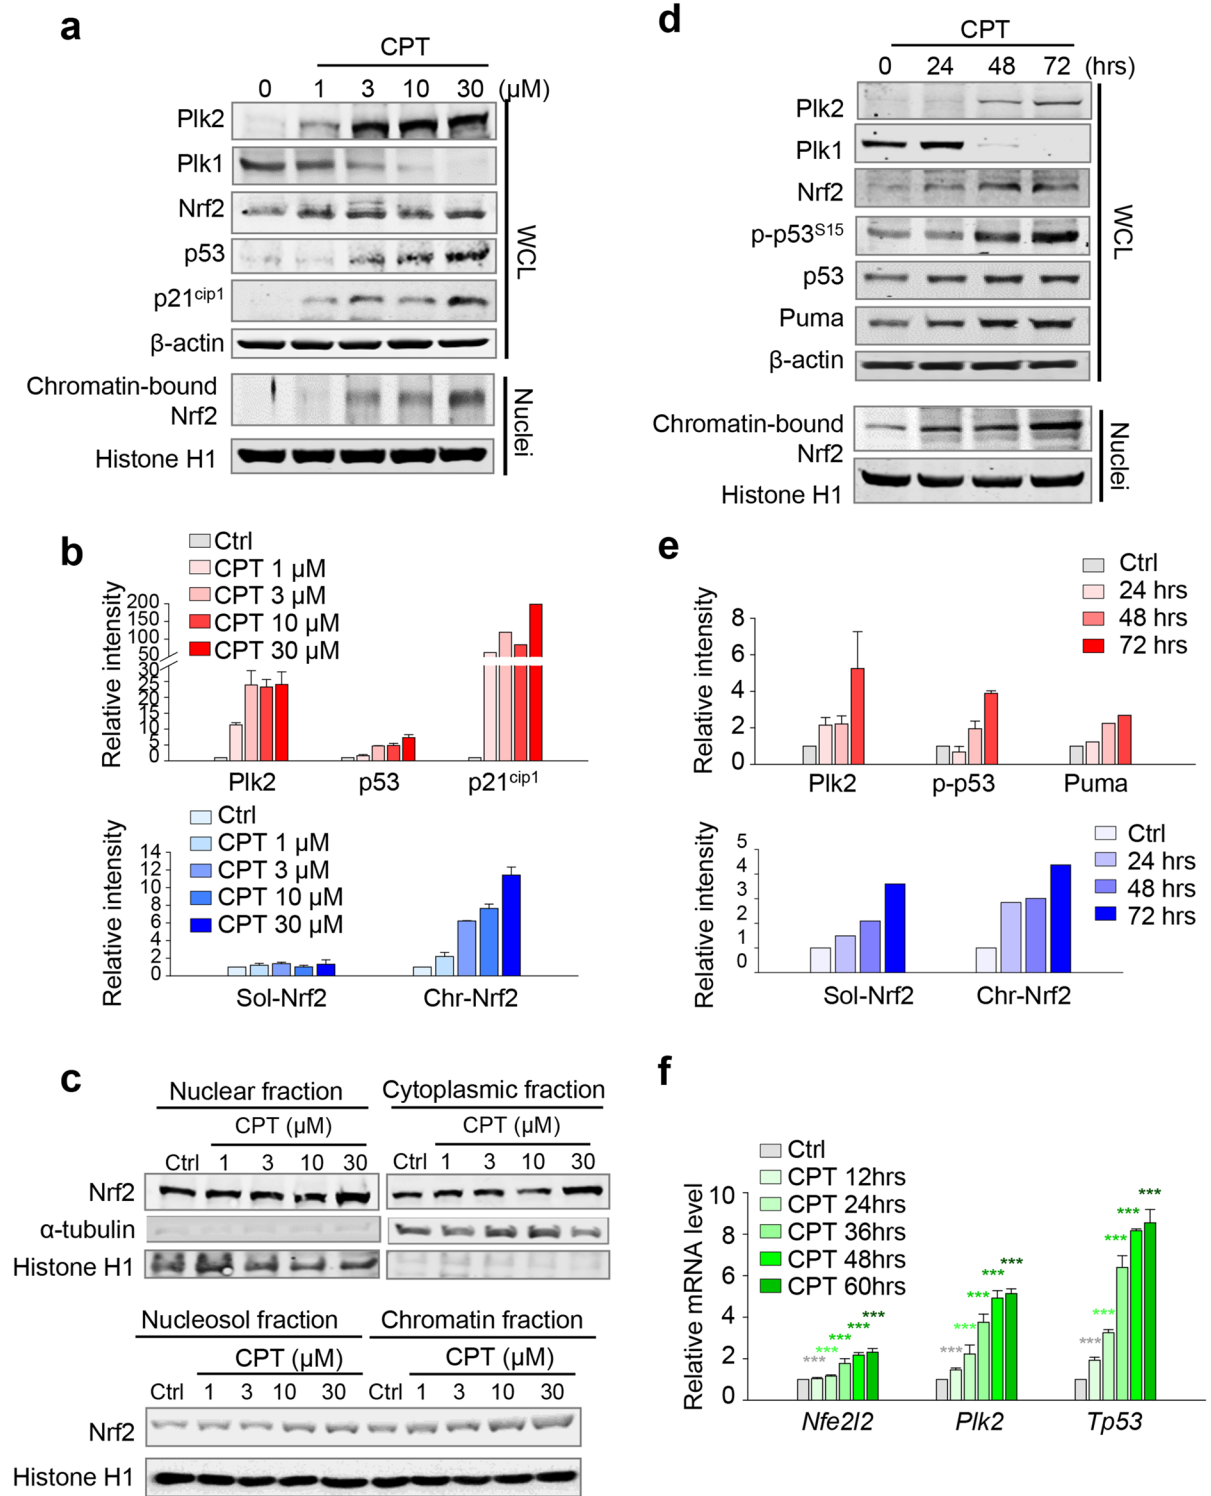 a
CPT
0 1 3 10 30 (µM)
Plk2
Plk1
Nrf2
p53
p21cip1
β-actin
WCL
Chromatin-bound
Nrf2
Histone H1
Nuclei
d
CPT
0 24 48 72 (hrs)
Plk2
Plk1
Nrf2
p-p53S15
p53
Puma
β-actin
WCL
Chromatin-bound
Nrf2
Histone H1
Nuclei
b
Ctrl
CPT 1 µM
CPT 3 µM
CPT 10 µM
CPT 30 µM
Relative intensity
200
150
100
50
30
25
20
15
10
5
0
Plk2 p53 p21cip1
Ctrl
CPT 1 µM
CPT 3 µM
CPT 10 µM
CPT 30 µM
Relative intensity
14
12
10
8
6
4
2
0
Sol-Nrf2 Chr-Nrf2
e
Ctrl
24 hrs
48 hrs
72 hrs
Relative intensity
8
6
4
2
0
Plk2 p-p53 Puma
Ctrl
24 hrs
48 hrs
72 hrs
Relative intensity
5
4
3
2
1
0
Sol-Nrf2 Chr-Nrf2
c
Nuclear fraction Cytoplasmic fraction
CPT (µM) CPT (µM)
Ctrl 1 3 10 30 Ctrl 1 3 10 30
Nrf2
α-tubulin
Histone H1
Nucleosol fraction Chromatin fraction
CPT (µM) CPT (µM)
Ctrl 1 3 10 30 Ctrl 1 3 10 30
Nrf2
Histone H1
f
Ctrl
CPT 12hrs
CPT 24hrs
CPT 36hrs
CPT 48hrs
CPT 60hrs
Relative mRNA level
10
8
6
4
2
0
*** *** *** *** ***
*** *** *** *** ***
*** *** *** *** ***
Nfe2l2 Plk2 Tp53